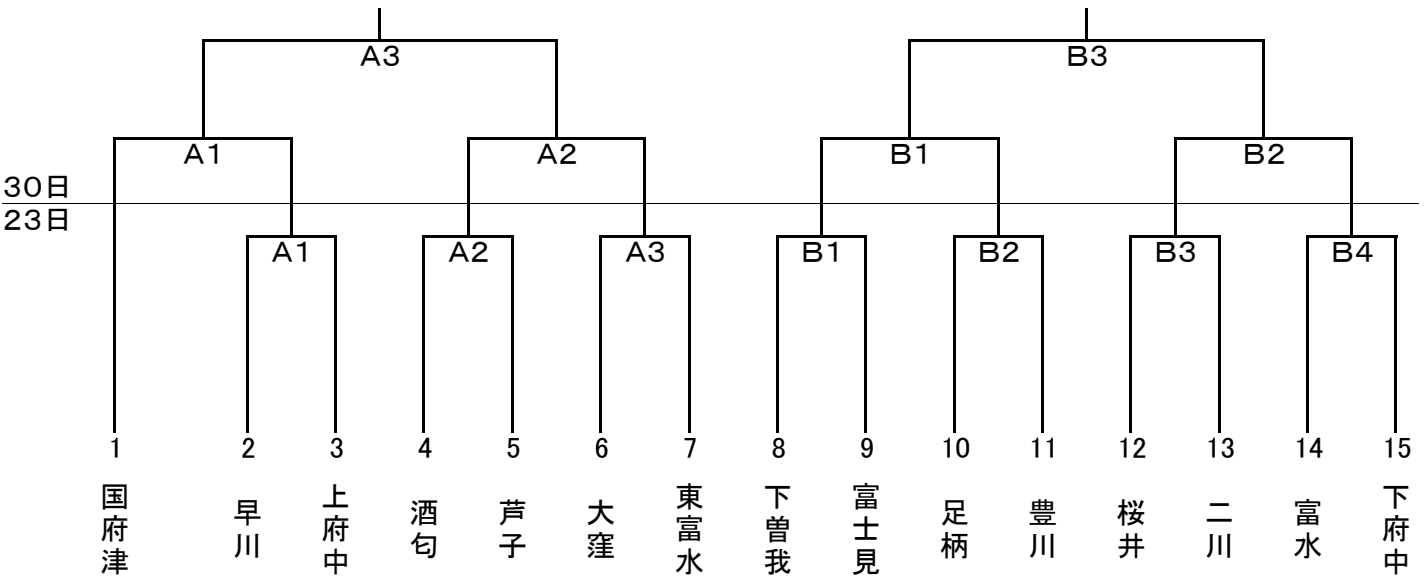 A3 B3
A1 A2 B1 B2
30日
23日
A1 A2 A3 B1 B2 B3 B4
1 2 3 4 5 6 7 8 9 10 11 12 13 14 15
国府津
早川
上府中
酒匂
芦子
大窪
東富水
下曽我
富士見
足柄
豊川
桜井
二川
富水
下府中